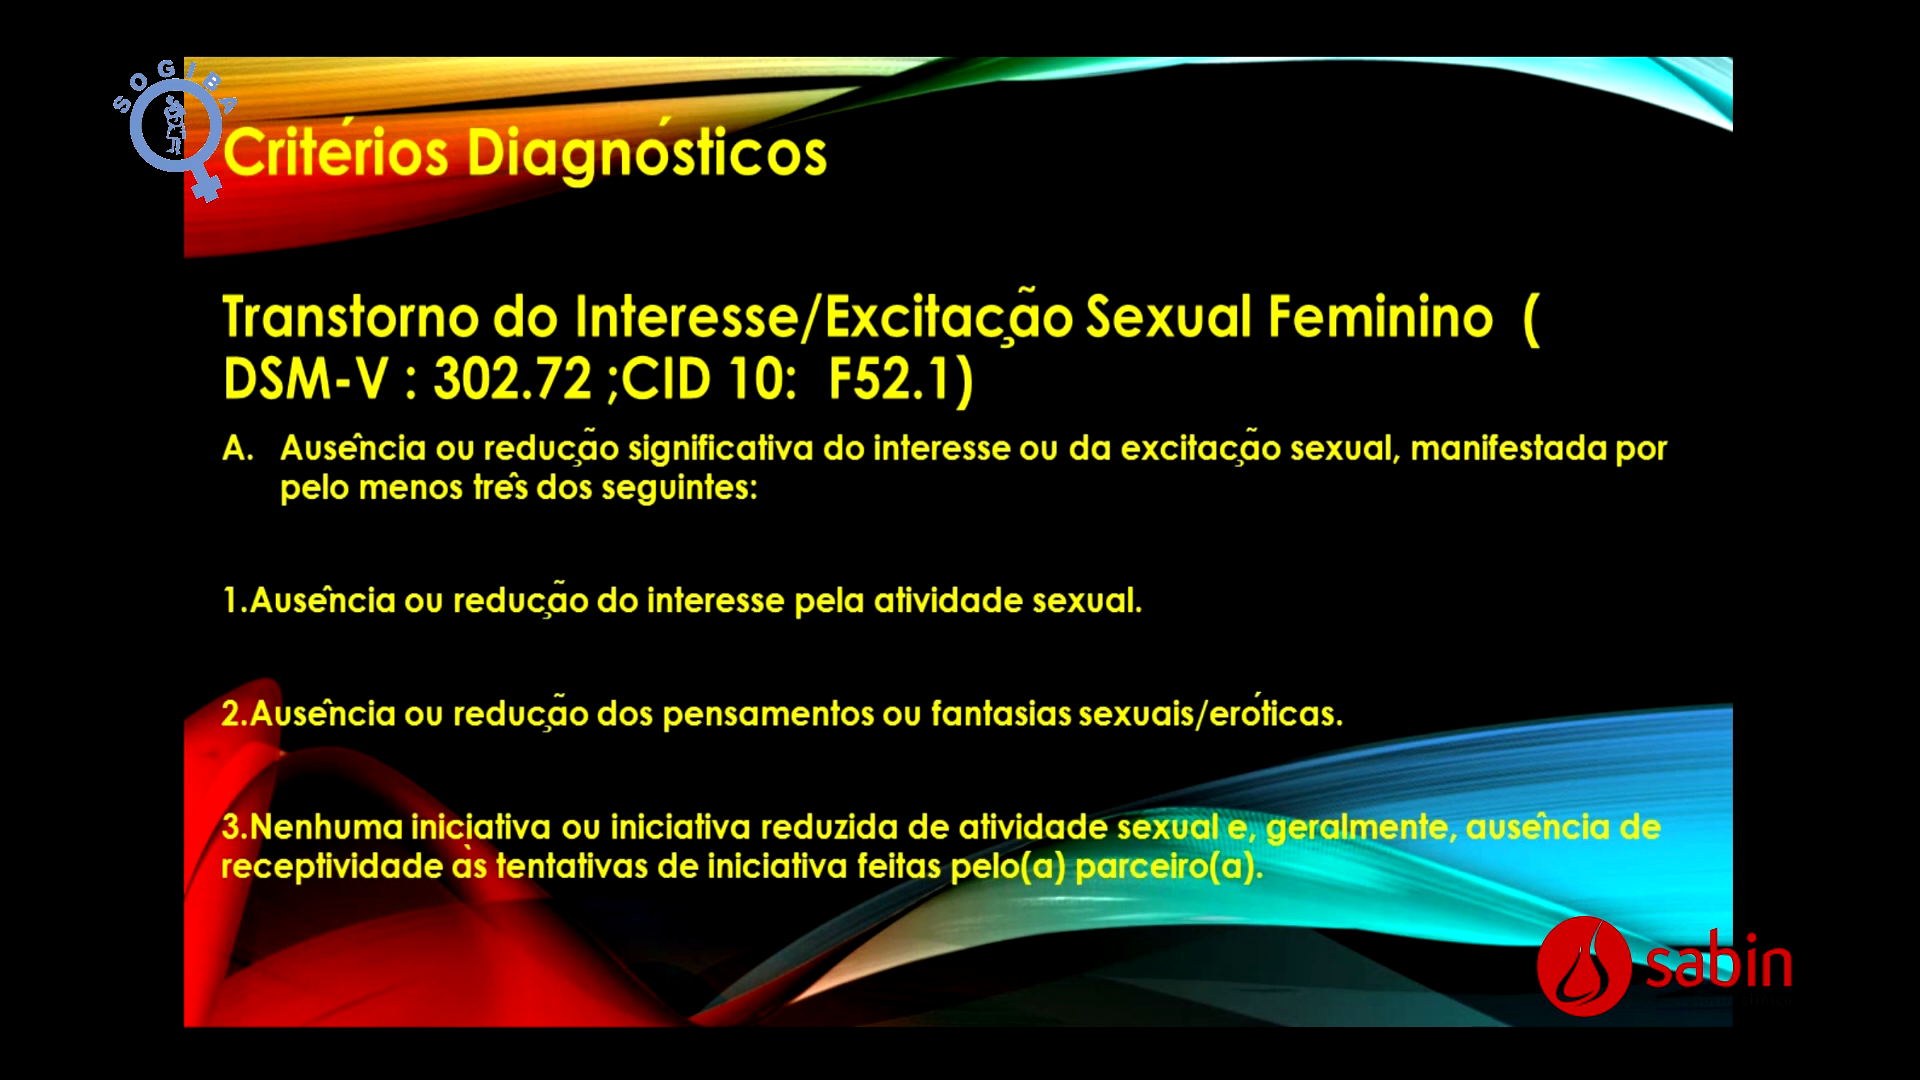 SOGIBA
Critérios Diagnósticos
Transtorno do Interesse/Excitação Sexual Feminino (
DSM-V : 302.72 ;CID 10: F52.1)
A. Ausência ou redução significativa do interesse ou da excitação sexual, manifestada por
pelo menos três dos seguintes:
1.Ausência ou redução do interesse pela atividade sexual.
2.Ausência ou redução dos pensamentos ou fantasias sexuais/eróticas.
3.Nenhuma iniciativa ou iniciativa reduzida de atividade sexual e, geralmente, ausência de
receptividade às tentativas de iniciativa feitas pelo(a) parceiro(a).
sabin